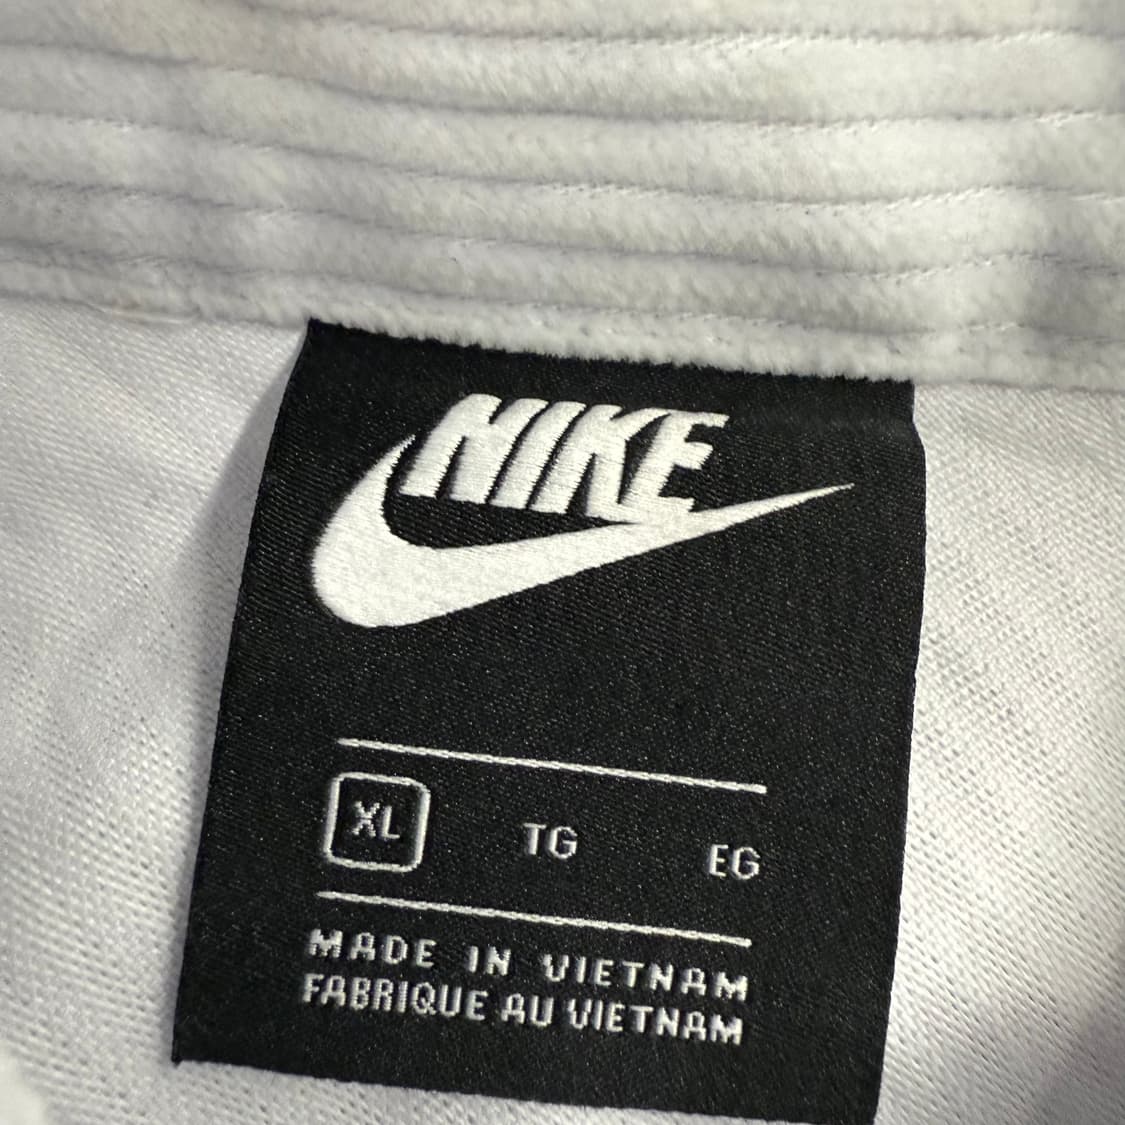 NIKE
XL TG EG
MADE IN VIETNAM
FABRIQUE AU VIETNAM